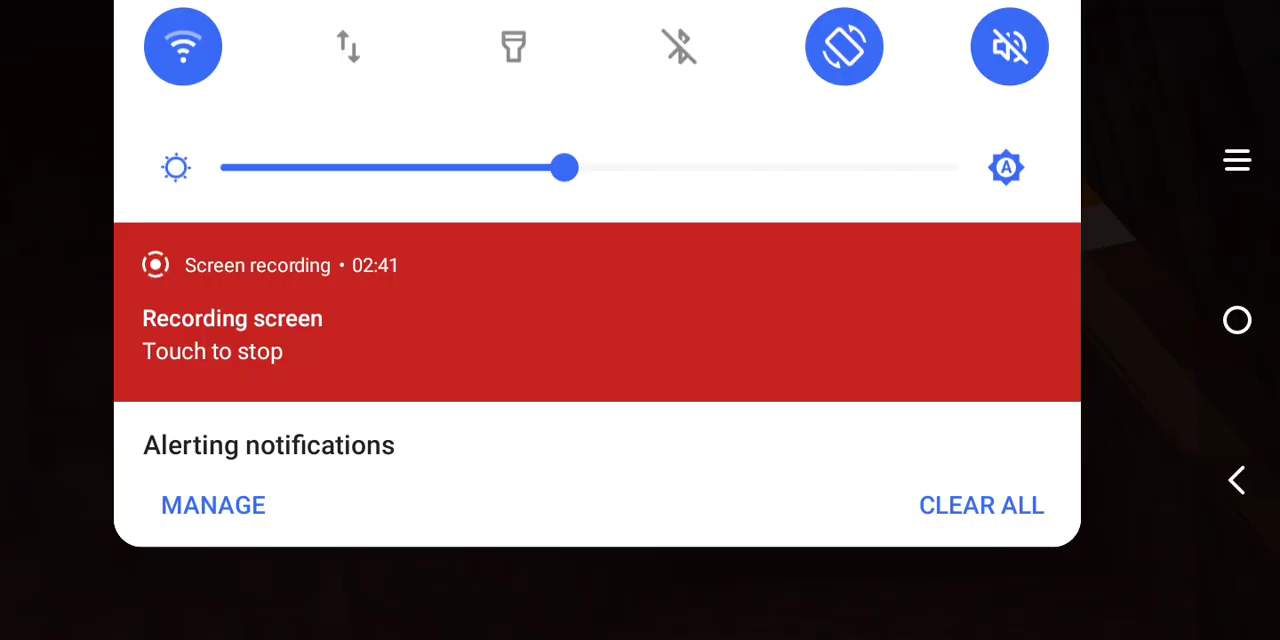 A
Screen recording • 02:41
Recording screen
Touch to stop
Alerting notifications
MANAGE
CLEAR ALL